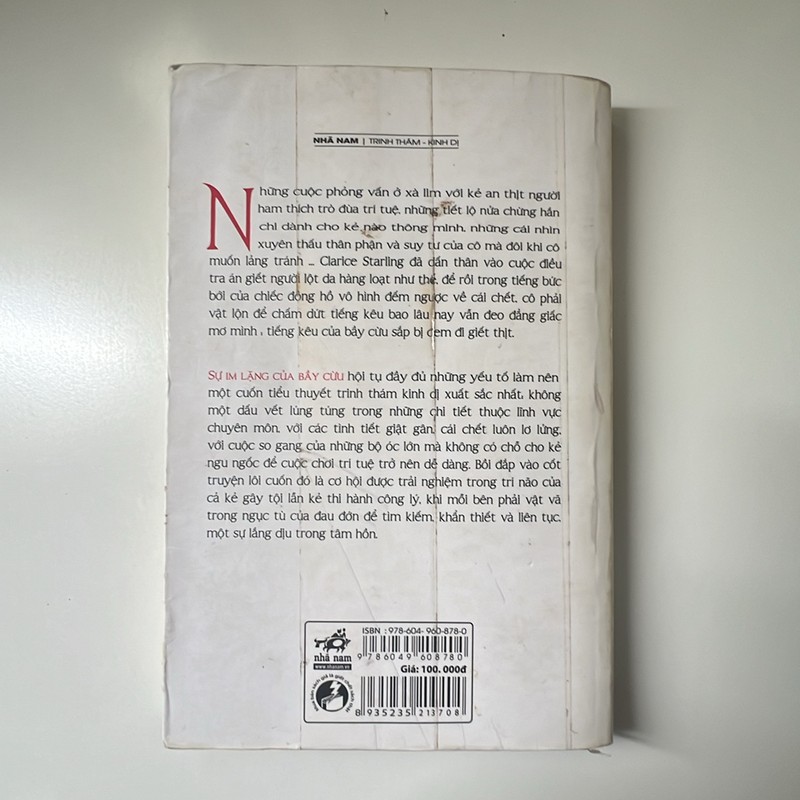 NHÃ NAM | TRINH THÁM - KINH DỊ
Những cuộc phỏng vấn ở xà lim với kẻ ăn thịt người
ham thích trò đùa trí tuệ, những tiết lộ nửa chừng hắn
chỉ dành cho kẻ nào thông minh, những cái nhìn
xuyên thấu thân phận và suy tư của cô mà đôi khi cô
muốn lảng tránh ... Clarice Starling đã dấn thân vào cuộc điều
tra án giết người lột da hàng loạt như thế, để rồi trong tiếng bức
bối của chiếc đồng hồ vô hình đếm ngược về cái chết, cô phải
vật lộn để chấm dứt tiếng kêu bao lâu nay vẫn đeo đẳng giấc
mơ mình : tiếng kêu của bầy cừu sắp bị đem đi giết thịt.
SỰ IM LẶNG CỦA BẦY CỪU hội tụ đầy đủ những yếu tố làm nên
một cuốn tiểu thuyết trinh thám kinh dị xuất sắc nhất, không
một dấu vết lúng túng trong những chi tiết thuộc lĩnh vực
chuyên môn, với các tình tiết giật gân, cái chết luôn lơ lửng,
với cuộc so găng của những bộ óc lớn mà không có chỗ cho kẻ
ngu ngốc để cuộc chơi trí tuệ trở nên dễ dàng. Bồi đắp vào cốt
truyện lôi cuốn đó là cơ hội được trải nghiệm trong trí não của
cả kẻ gây tội lẫn kẻ thi hành công lý, khi mỗi bên phải vật vã
trong ngục tù của đau đớn để tìm kiếm, khẩn thiết và liên tục,
một sự lắng dịu trong tâm hồn.
ISBN : 978-604-960-878-0
9 786049 608780
nhã nam
www.nhanam.vn
Giá: 100.000đ
8 935235 213708